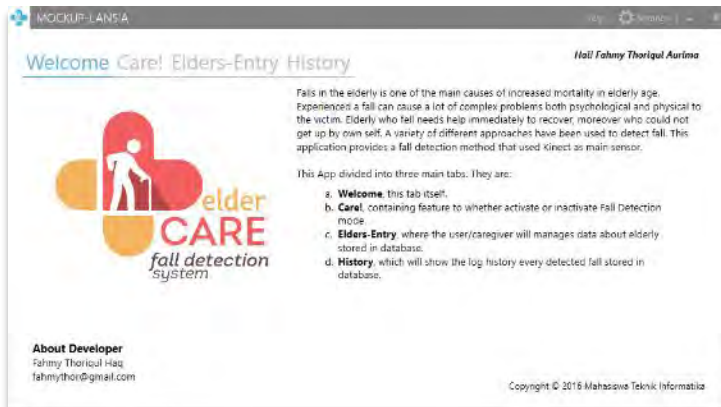 MOCKUP-LANSIA
Welcome Care! Elders-Entry History
Hai! Fahmy Thoriqul Aurima
Falls in the elderly is one of the main causes of increased mortality in elderly age.
Experienced a fall can cause a lot of complex problems both psychological and physical to
the victim. Elderly who fell needs help immediately to recover, moreover who could not
get up by own self. A variety of different approaches have been used to detect fall. This
application provides a fall detection method that used Kinect as main sensor.
This App divided into three main tabs. They are:
a. Welcome, this tab itself.
b. Care!, containing feature to whether activate or inactivate Fall Detection
mode.
c. Elders-Entry, where the user/caregiver will manages data about elderly
stored in database.
d. History, which will show the log history every detected fall stored in
database.
elder
CARE
fall detection
system
About Developer
Fahmy Thoriqul Haq
fahmythor@gmail.com
Copyright © 2016 Mahasiswa Teknik Informatika